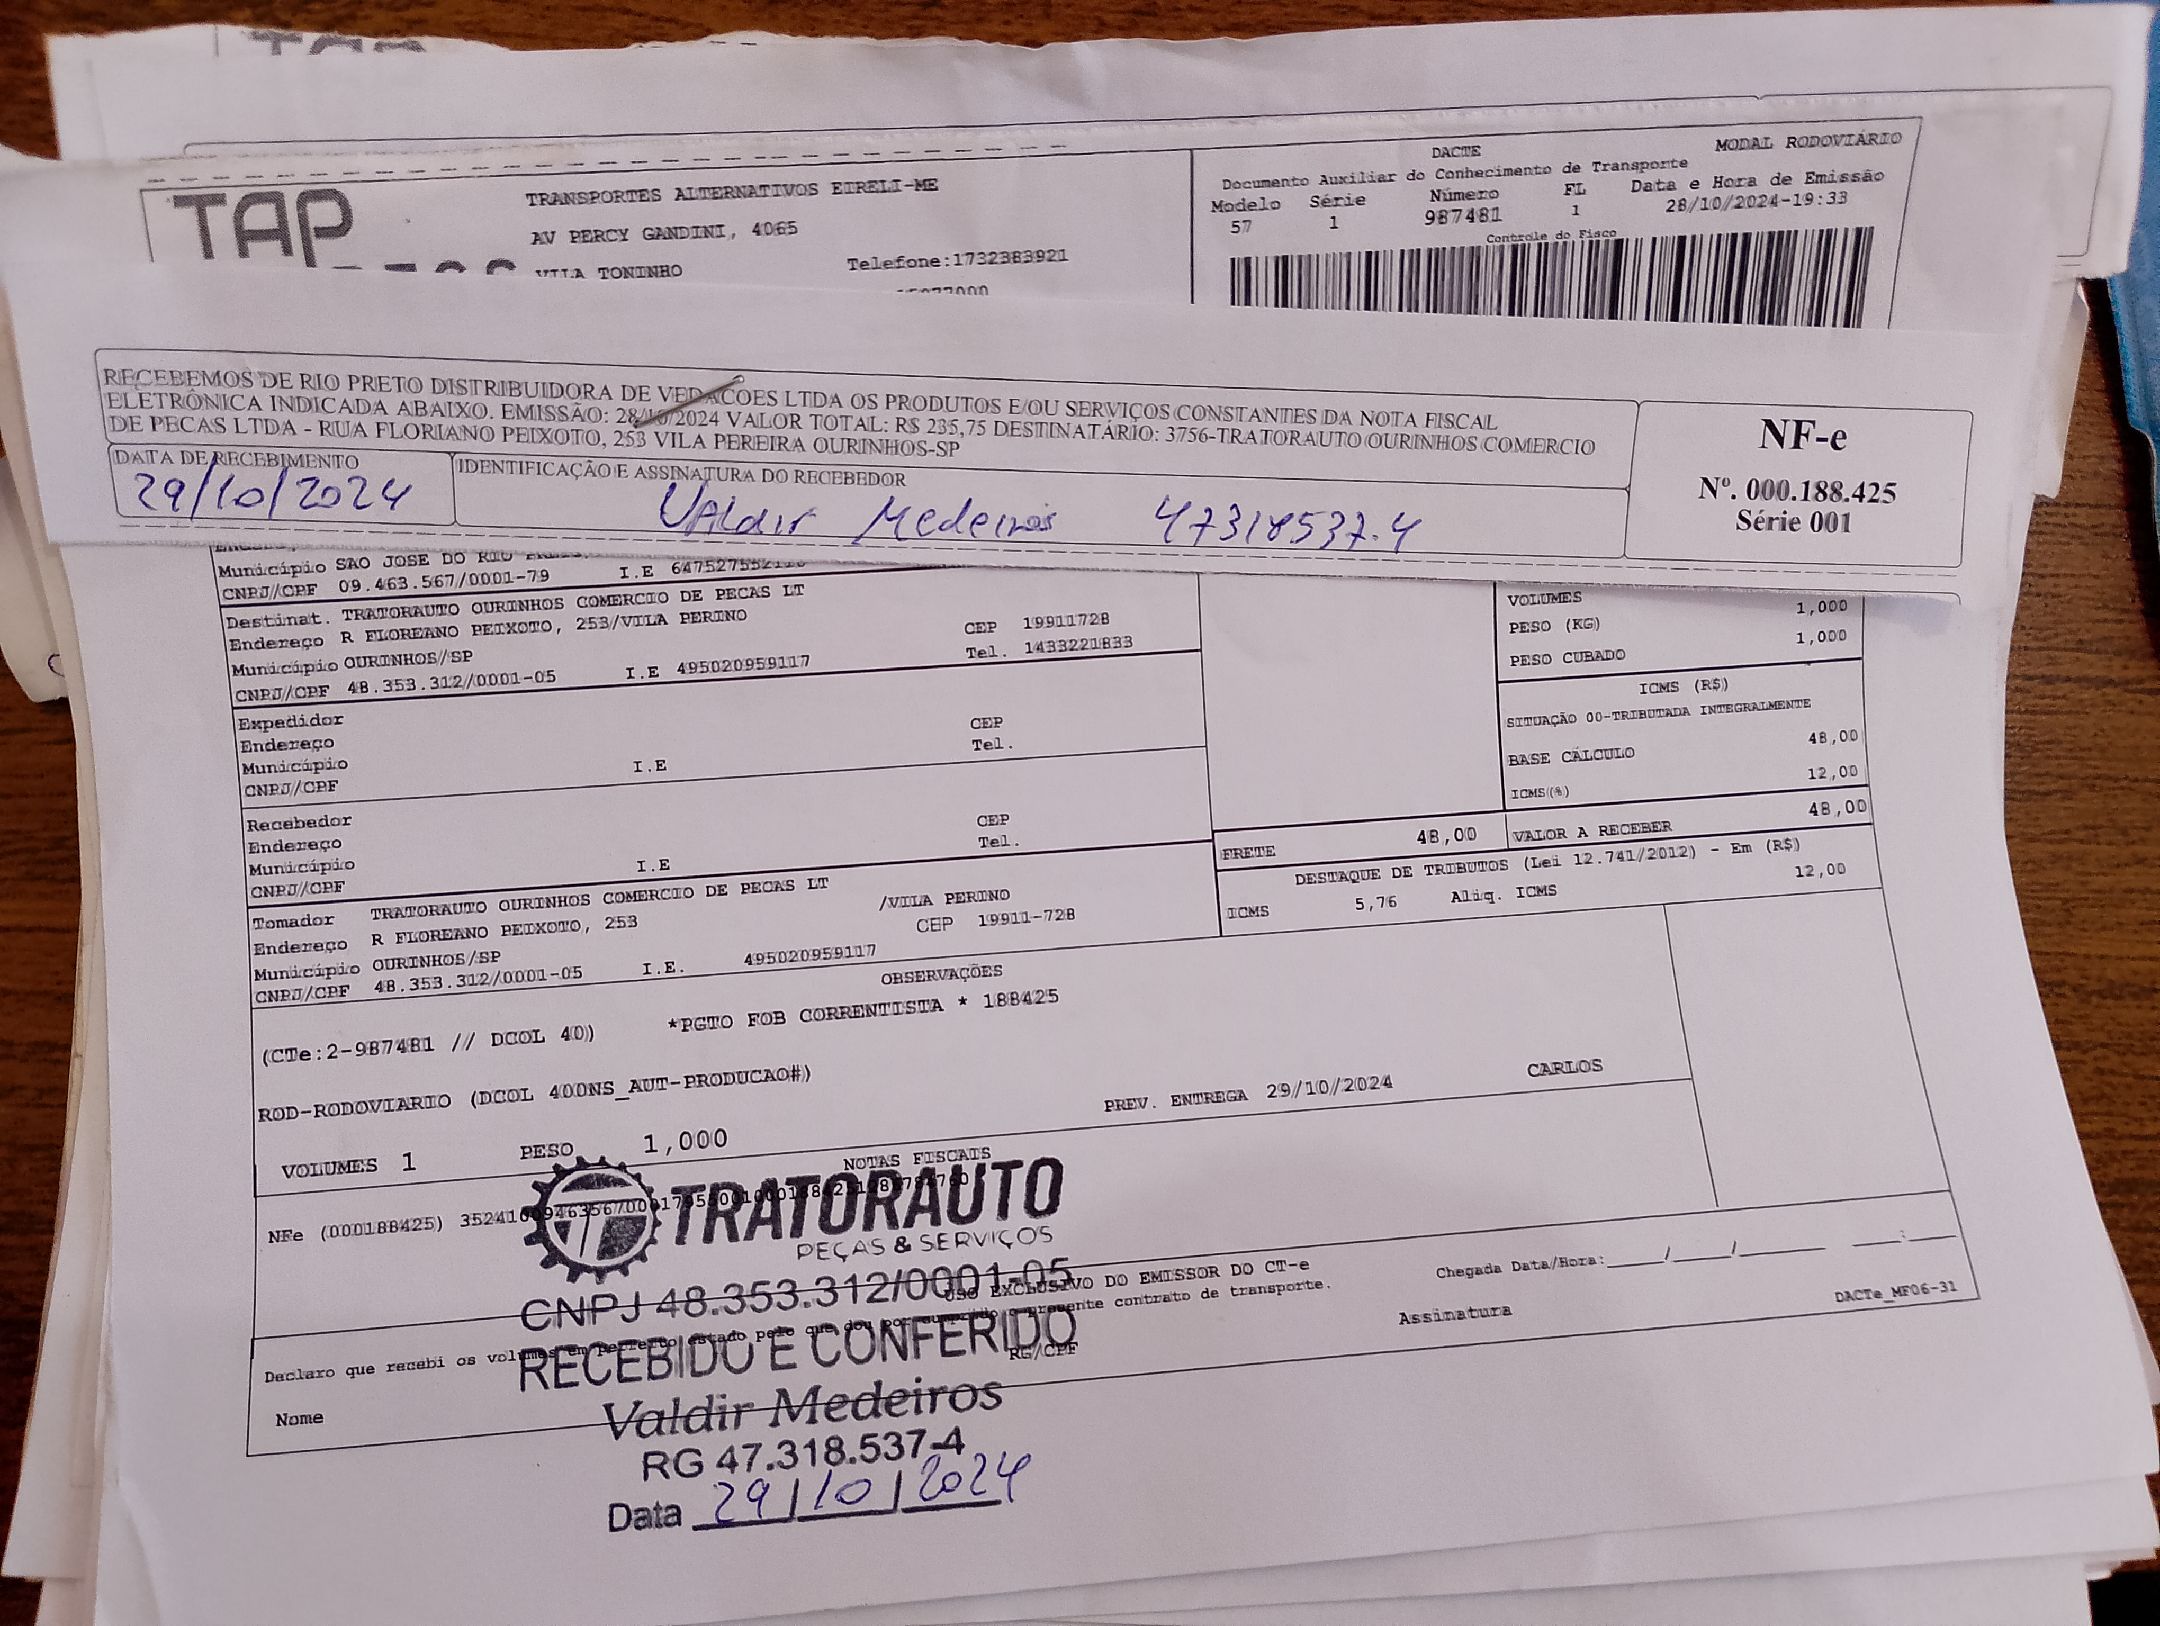 TAP
TRANSPORTES ALTERNATIVOS EIRELI-ME
AV PERCY GANDINI, 4065
VILA TONINHO
Telefone:1732383921
DACTE
MODAL RODOVIÁRIO
Documento Auxiliar do Conhecimento de Transporte
Modelo Série Número FL Data e Hora de Emissão
57 1 987481 1 28/10/2024-19:33
Controle do Fisco
RECEBEMOS DE RIO PRETO DISTRIBUIDORA DE VEDACOES LTDA OS PRODUTOS E/OU SERVIÇOS CONSTANTES DA NOTA FISCAL
ELETRÔNICA INDICADA ABAIXO. EMISSÃO: 28/10/2024 VALOR TOTAL: R$ 235,75 DESTINATÁRIO: 3756-TRATORAUTO OURINHOS COMERCIO
DE PECAS LTDA - RUA FLORIANO PEIXOTO, 253 VILA PEREIRA OURINHOS-SP
DATA DE RECEBIMENTO
29/10/2024
IDENTIFICAÇÃO E ASSINATURA DO RECEBEDOR
Valdir Medeiros 47318537-4
NF-e
Nº. 000.188.425
Série 001
Município SAO JOSE DO RIO
CNPJ/CPF 09.463.567/0001-79 I.E
Destinat. TRATORAUTO OURINHOS COMERCIO DE PECAS LT
Endereço R FLOREANO PEIXOTO, 253/VILA PERINO CEP 19911728
Município OURINHOS/SP Tel. 1433221833
CNPJ/CPF 48.353.312/0001-05 I.E 495020959117
Expedidor
Endereço CEP
Município I.E Tel.
CNPJ/CPF
Recebedor
Endereço CEP
Município I.E Tel.
CNPJ/CPF
Tomador TRATORAUTO OURINHOS COMERCIO DE PECAS LT
Endereço R FLOREANO PEIXOTO, 253 /VILA PERINO
Município OURINHOS/SP CEP 19911-728
CNPJ/CPF 48.353.312/0001-05 I.E. 495020959117
VOLUMES 1,000
PESO (KG) 1,000
PESO CUBADO
ICMS (R$)
SITUAÇÃO 00-TRIBUTADA INTEGRALMENTE
BASE CÁLCULO 48,00
ICMS(%) 12,00
FRETE 48,00 VALOR A RECEBER 48,00
DESTAQUE DE TRIBUTOS (Lei 12.741/2012) - Em (R$)
ICMS 5,76 Aliq. ICMS 12,00
OBSERVAÇÕES
(CTe:2-987481 // DCOL 40) *PGTO FOB CORRENTISTA * 188425
ROD-RODOVIARIO (DCOL 400NS_AUT-PRODUCAO#)
PREV. ENTREGA 29/10/2024 CARLOS
VOLUMES 1 PESO 1,000
NOTAS FISCAIS
NFe (000188425)
TRATORAUTO
PEÇAS & SERVIÇOS
CNPJ 48.353.312/0001-05
RECEBIDO E CONFERIDO
Valdir Medeiros
RG 47.318.537-4
Data 29/10/2024
USO EXCLUSIVO DO EMISSOR DO CT-e
Declaro que recebi os volumes em perfeito estado pelo que dou por cumprido o presente contrato de transporte.
Nome
RG/CPF
Chegada Data/Hora:____/____/______ ___:___
Assinatura
DACTe_MF06-31